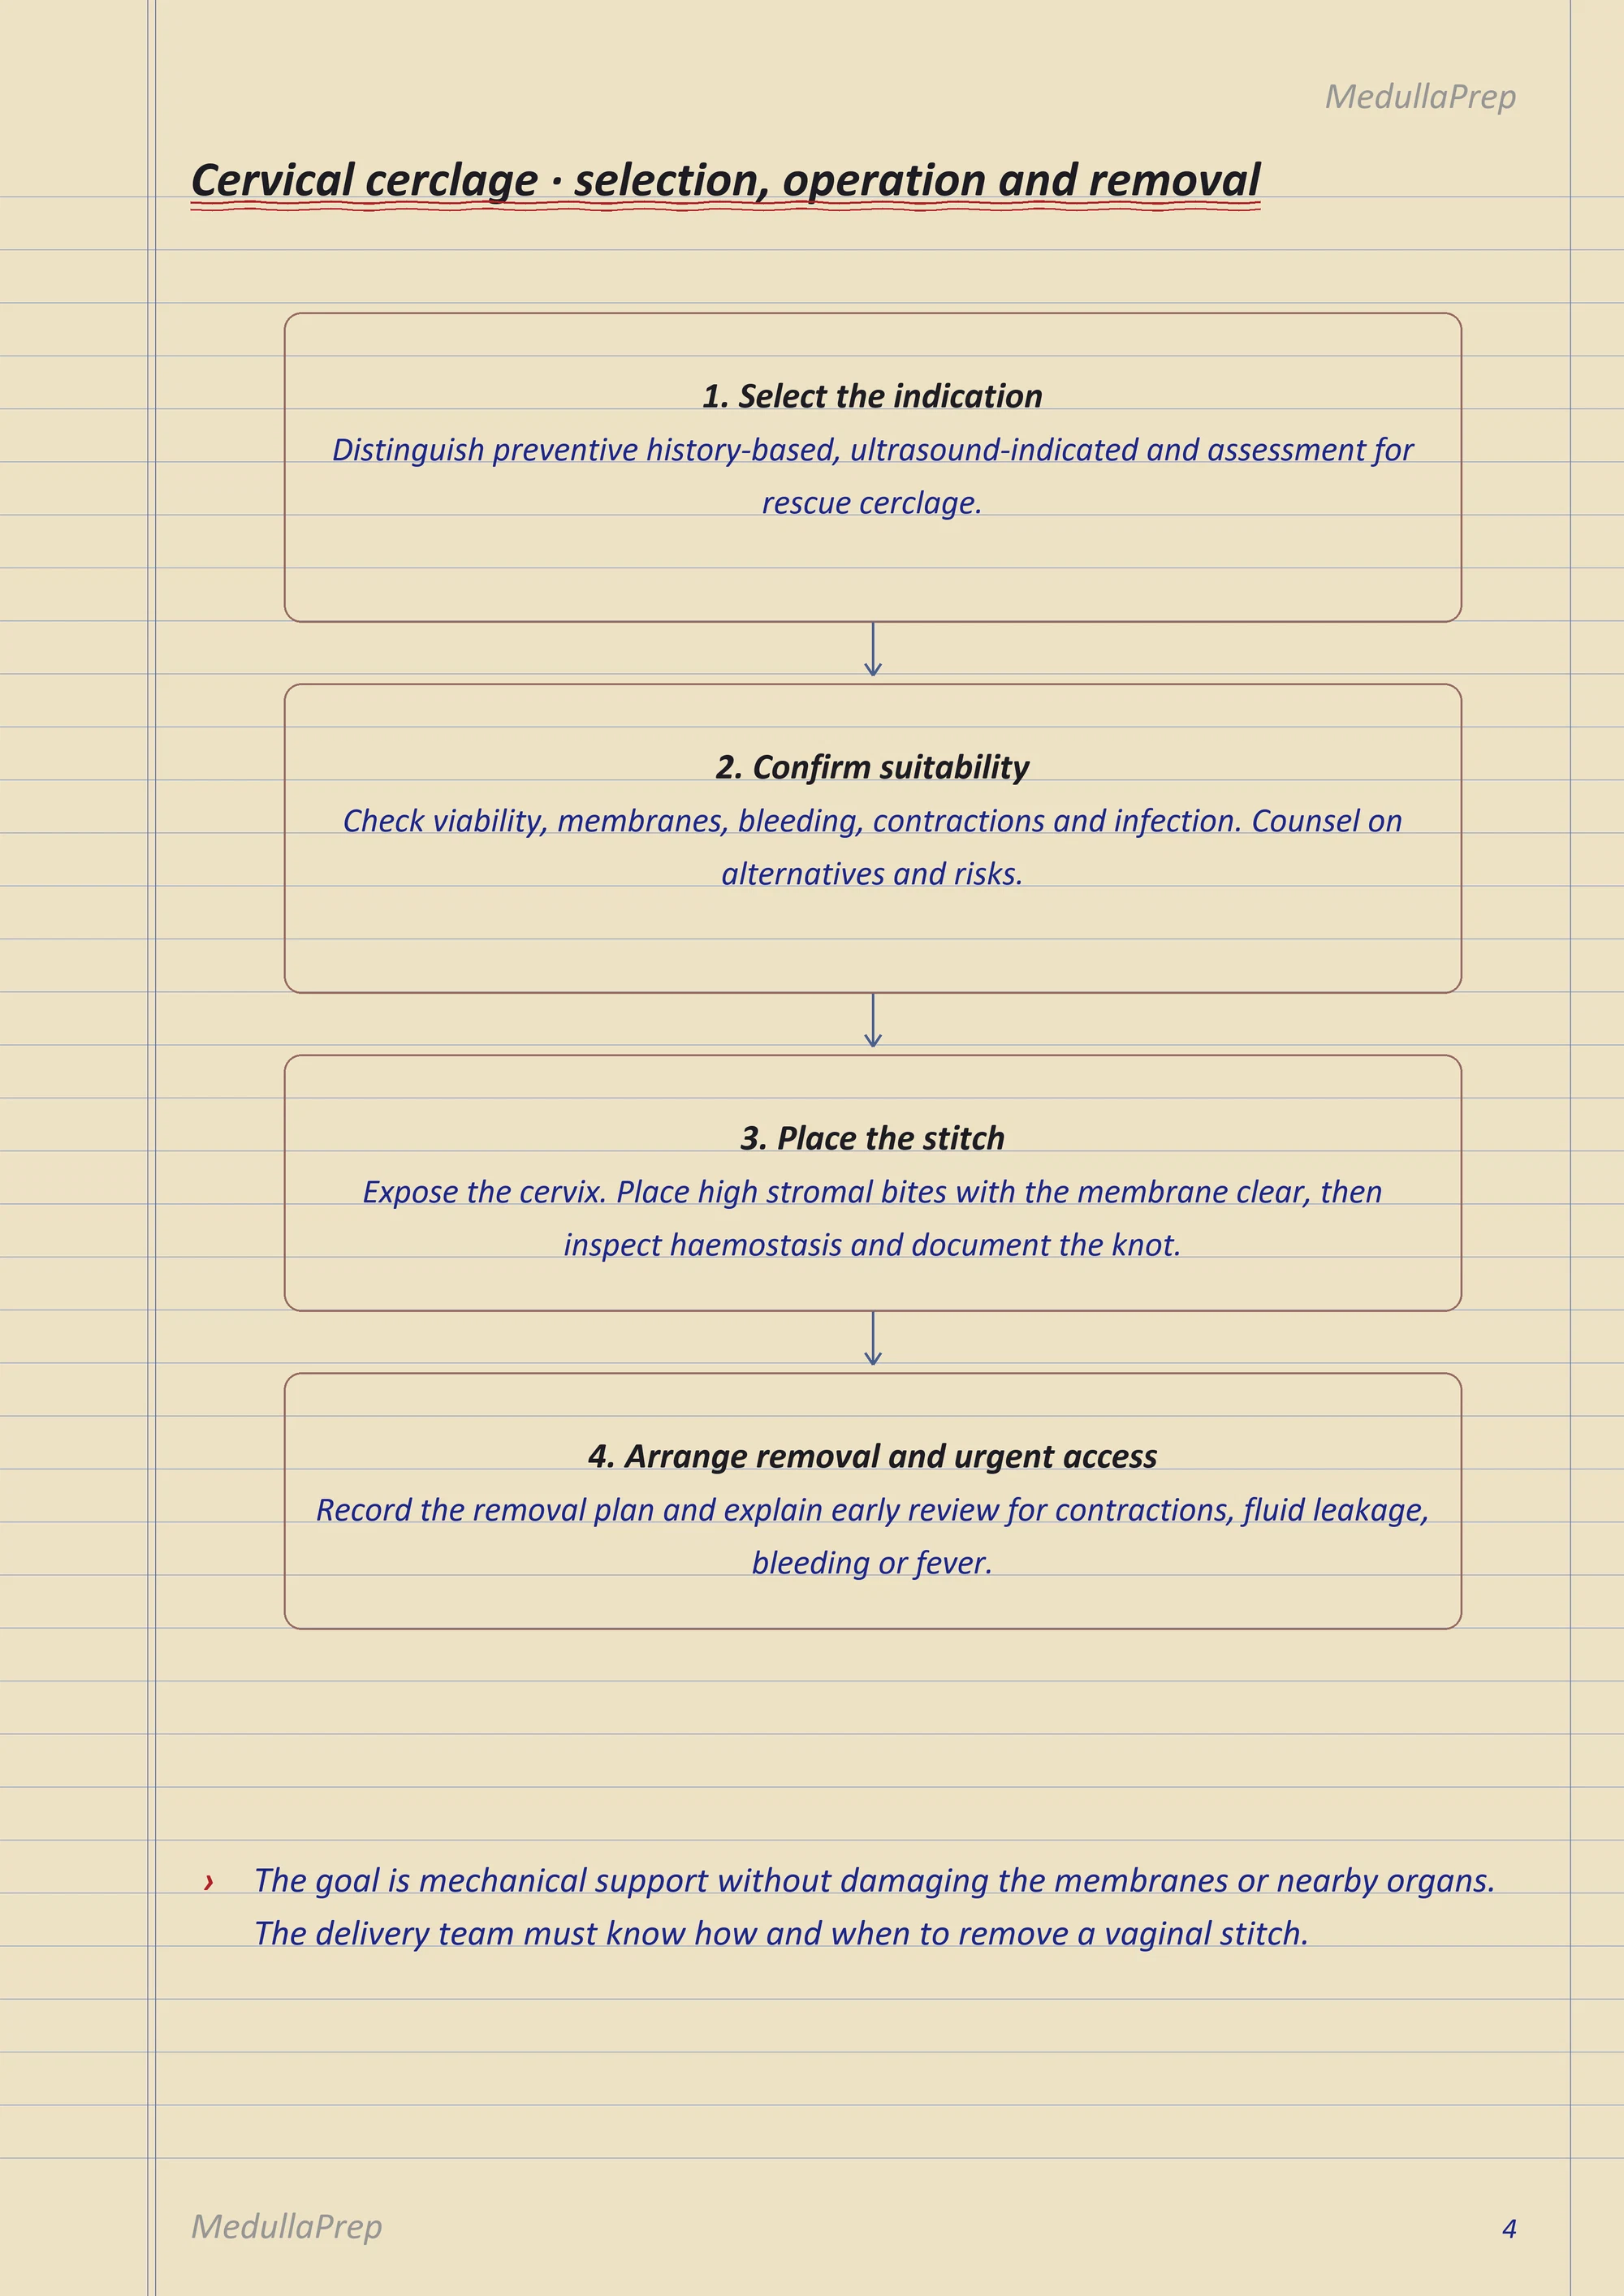 MedullaPrep
Cervical cerclage · selection, operation and removal
1. Select the indication
Distinguish preventive history-based, ultrasound-indicated and assessment for
rescue cerclage.
2. Confirm suitability
Check viability, membranes, bleeding, contractions and infection. Counsel on
alternatives and risks.
3. Place the stitch
Expose the cervix. Place high stromal bites with the membrane clear, then
inspect haemostasis and document the knot.
4. Arrange removal and urgent access
Record the removal plan and explain early review for contractions, fluid leakage,
bleeding or fever.
› The goal is mechanical support without damaging the membranes or nearby organs.
The delivery team must know how and when to remove a vaginal stitch.
MedullaPrep
4